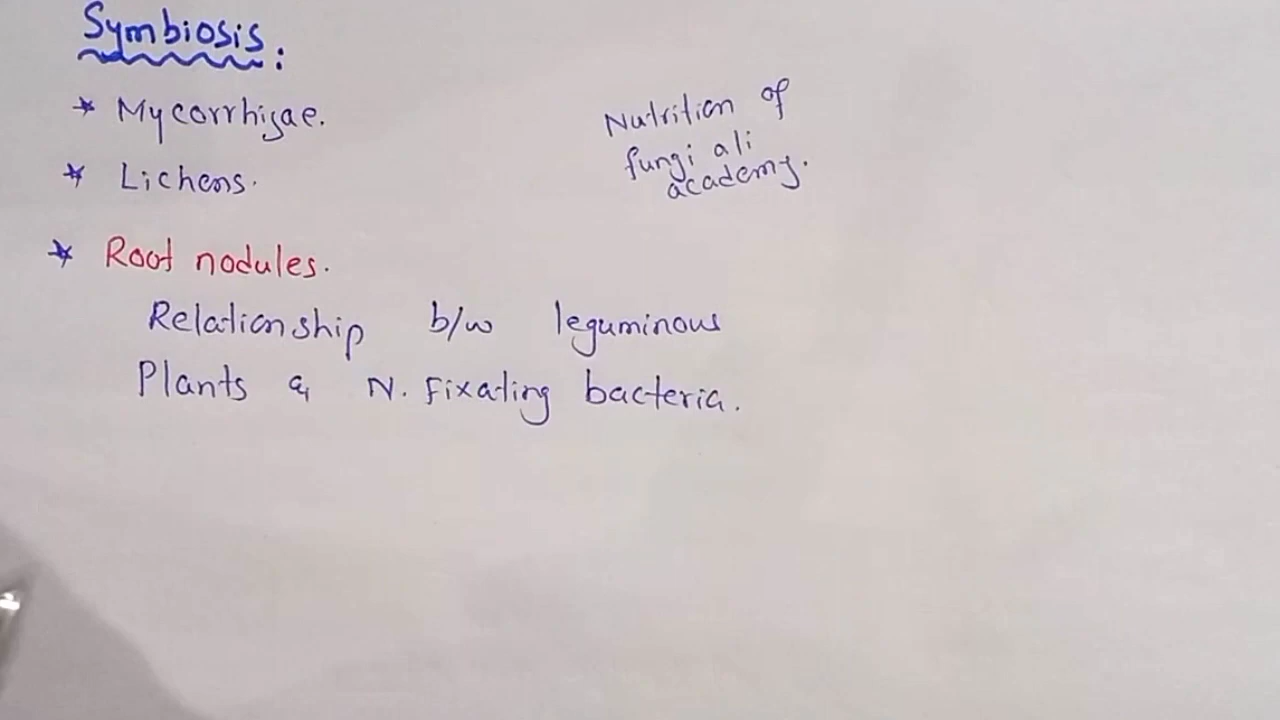 Symbiosis:
* Mycorrhizae.
* Lichens.
Nutrition of
fungi ali
academy.
* Root nodules.
Relationship b/w leguminous
Plants & N. Fixating bacteria.